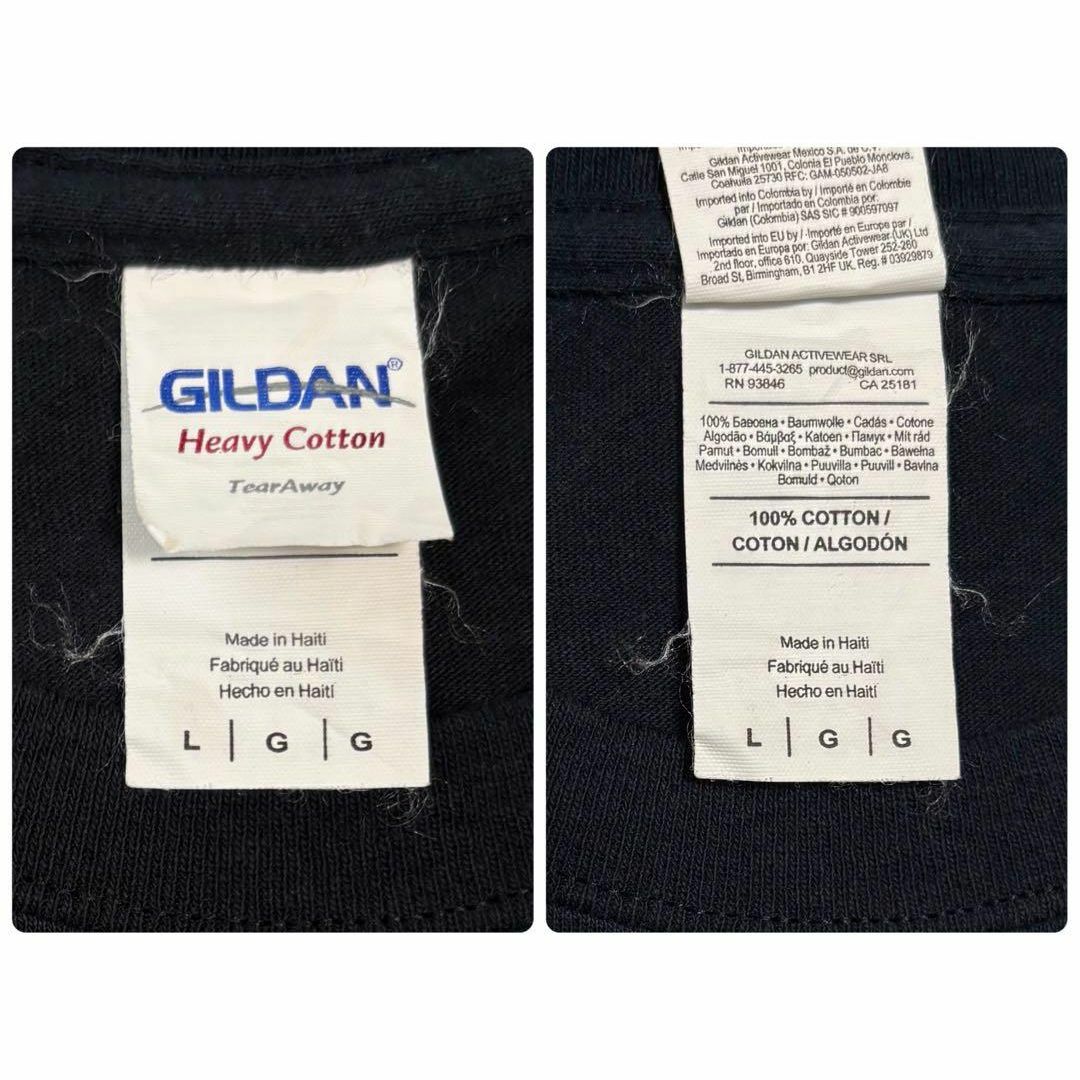 GILDAN®
Heavy Cotton
TearAway
Made in Haiti
Fabriqué au Haïti
Hecho en Haití
L | G | G
Gildan Activewear Mexico S.A. de C.V.
Calle San Miguel 1001, Colonia El Pueblo Monclova,
Coahuila 25730 RFC: GAM-050502-JA8
Imported into Colombia by / Importé en Colombie
par / Importado en Colombia por:
Gildan (Colombia) SAS SIC # 900597097
Imported into EU by / Importé en Europe par /
Importado en Europa por: Gildan Activewear (UK) Ltd
2nd floor, office 610. Quayside Tower 252-260
Broad St, Birmingham, B1 2HF UK, Reg. # 03929879
GILDAN ACTIVEWEAR SRL
1-877-445-3265 product@gildan.com
RN 93846 CA 25181
100% Бавовна • Baumwolle • Cadás • Cotone
Algodão • Βάμβαξ • Katoen • Памук • Mit rád
Pamut • Bomull • Bombaž • Bumbac • Bawełna
Medvilnės • Kokvilna • Puuvilla • Puuvill • Bavlna
Bomuld • Qoton
100% COTTON /
COTON / ALGODÓN
Made in Haiti
Fabriqué au Haïti
Hecho en Haití
L | G | G